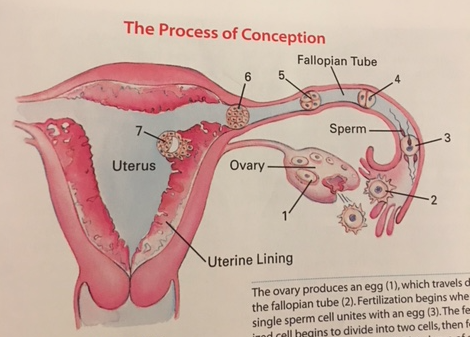 The Process of Conception
Fallopian Tube
6
5
4
Sperm
3
7
Uterus
Ovary
2
1
Uterine Lining
The ovary produces an egg (1), which travels d
the fallopian tube (2). Fertilization begins whe
single sperm cell unites with an egg (3). The fe
ized cell begins to divide into two cells, then f